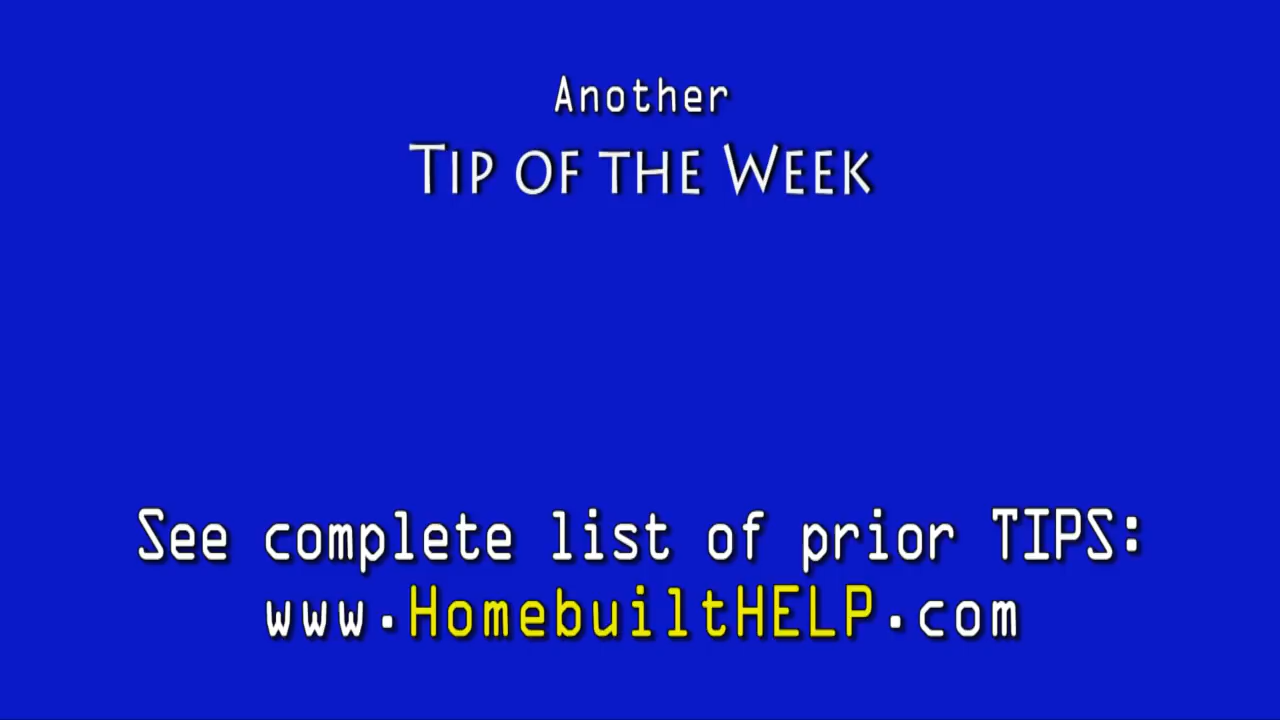 Another
TIP OF THE WEEK
See complete list of prior TIPS:
www.HomebuiltHELP.com